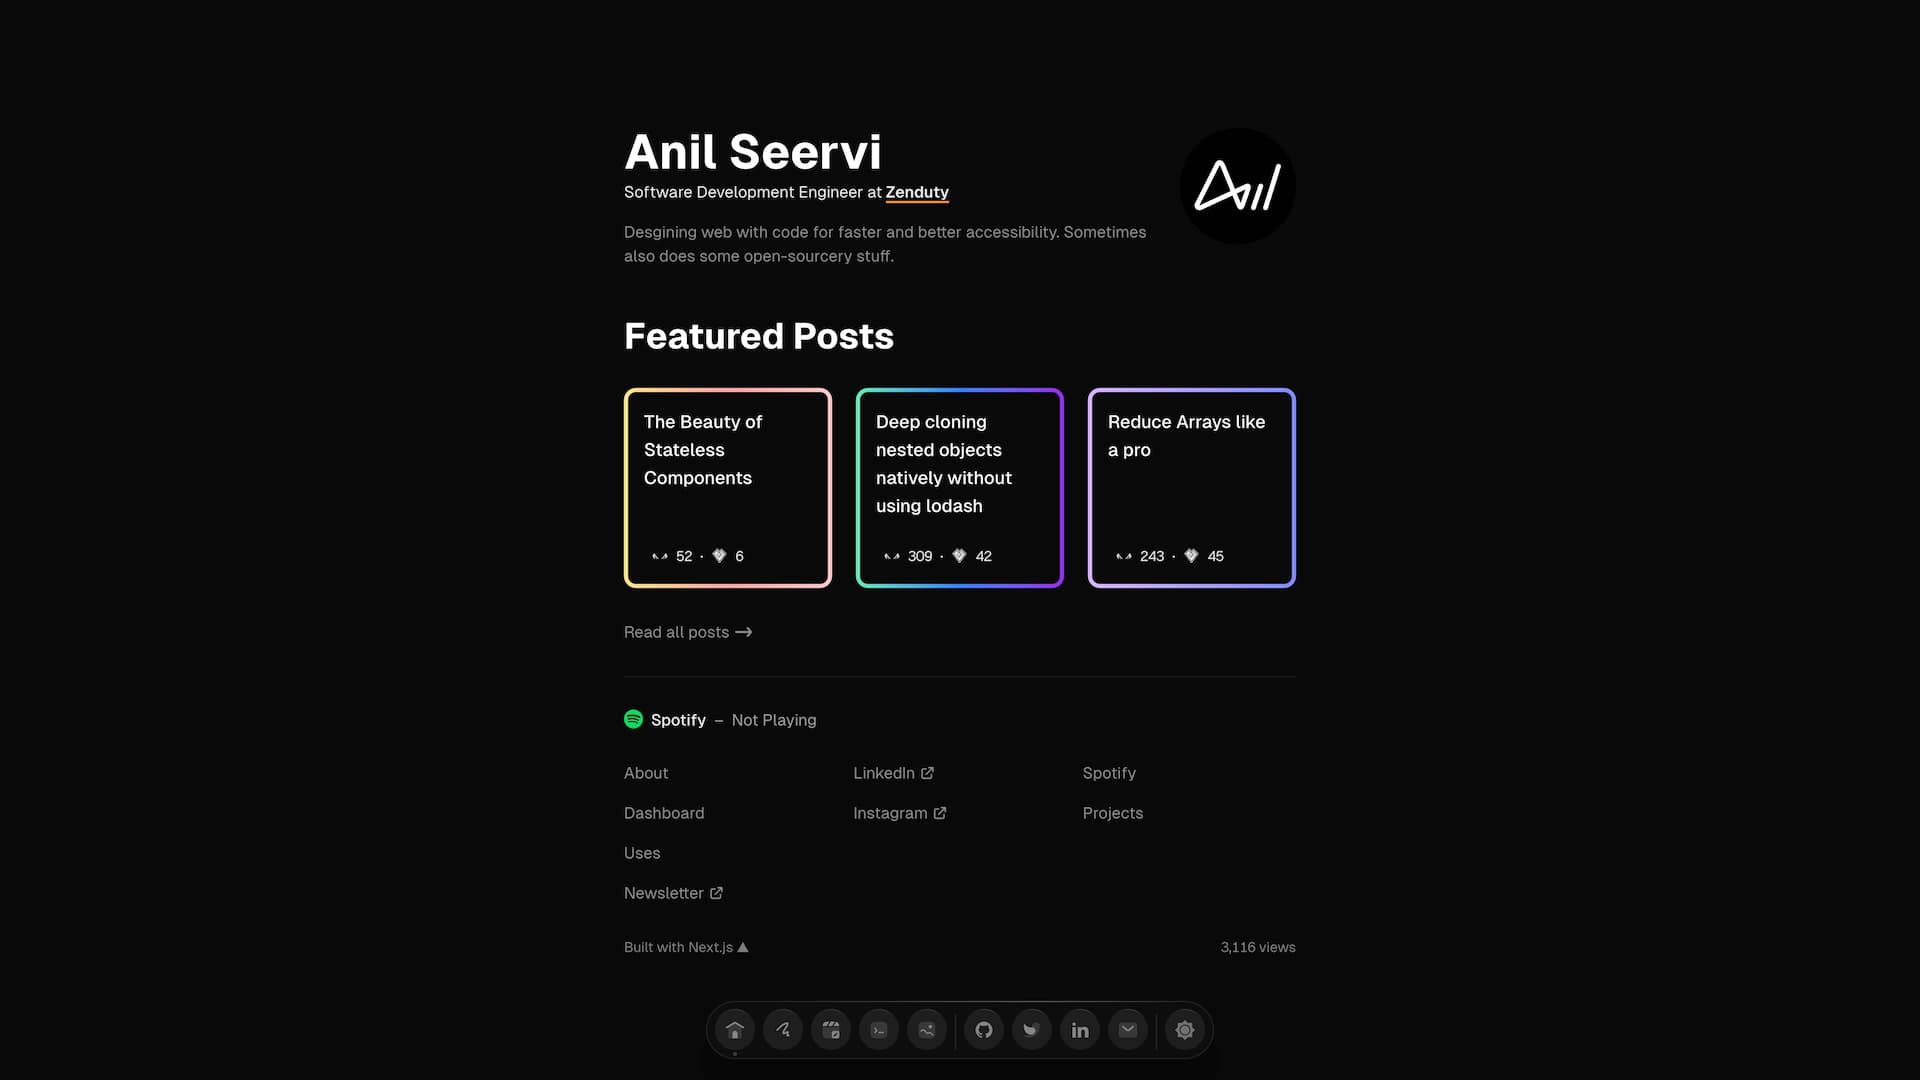 Anil Seervi
Software Development Engineer at Zenduty
Desgining web with code for faster and better accessibility. Sometimes
also does some open-sourcery stuff.
Anil
Featured Posts
The Beauty of
Stateless
Components
52 · 6
Deep cloning
nested objects
natively without
using lodash
309 · 42
Reduce Arrays like
a pro
243 · 45
Read all posts →
Spotify – Not Playing
About
LinkedIn
Spotify
Dashboard
Instagram
Projects
Uses
Newsletter
Built with Next.js ▲
3,116 views
in